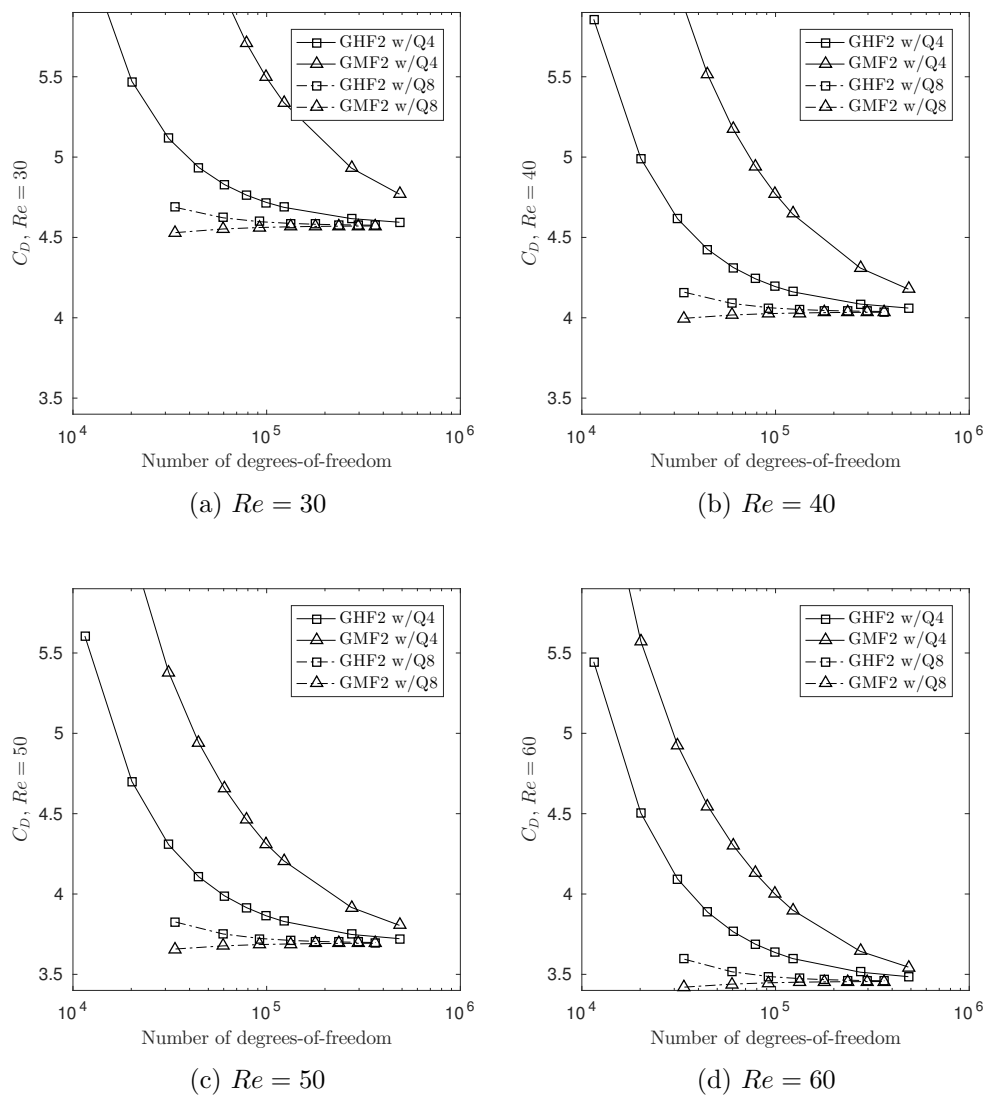 GHF2 w/Q4
GMF2 w/Q4
GHF2 w/Q8
GMF2 w/Q8
5.5
5
4.5
4
3.5
C_D, Re = 30
10^4
10^5
10^6
Number of degrees-of-freedom
(a) Re = 30
GHF2 w/Q4
GMF2 w/Q4
GHF2 w/Q8
GMF2 w/Q8
5.5
5
4.5
4
3.5
C_D, Re = 40
10^4
10^5
10^6
Number of degrees-of-freedom
(b) Re = 40
GHF2 w/Q4
GMF2 w/Q4
GHF2 w/Q8
GMF2 w/Q8
5.5
5
4.5
4
3.5
C_D, Re = 50
10^4
10^5
10^6
Number of degrees-of-freedom
(c) Re = 50
GHF2 w/Q4
GMF2 w/Q4
GHF2 w/Q8
GMF2 w/Q8
5.5
5
4.5
4
3.5
C_D, Re = 60
10^4
10^5
10^6
Number of degrees-of-freedom
(d) Re = 60